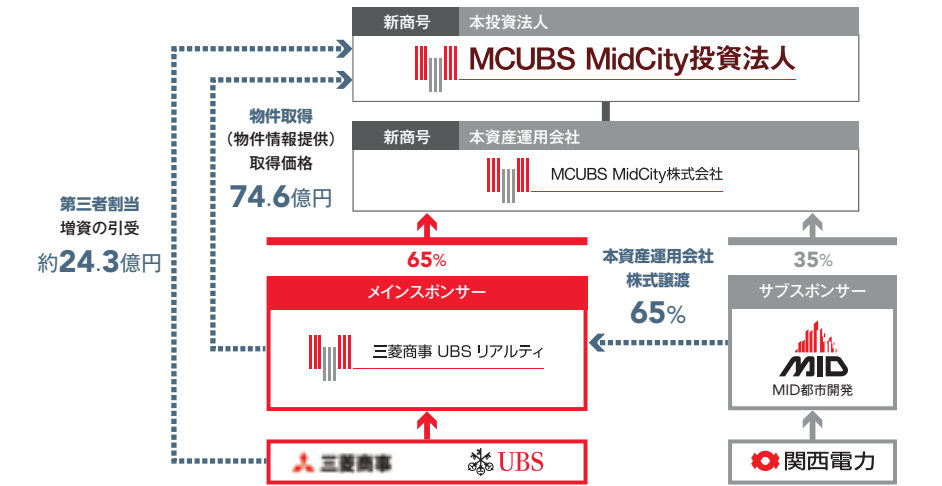 新商号 本投資法人
MCUBS MidCity投資法人
新商号 本資産運用会社
MCUBS MidCity株式会社
物件取得
（物件情報提供）
取得価格
74.6億円
第三者割当
増資の引受
約24.3億円
65%
本資産運用会社
株式譲渡
65%
35%
メインスポンサー
三菱商事 UBS リアルティ
サブスポンサー
MID
MID都市開発
三菱商事
UBS
関西電力